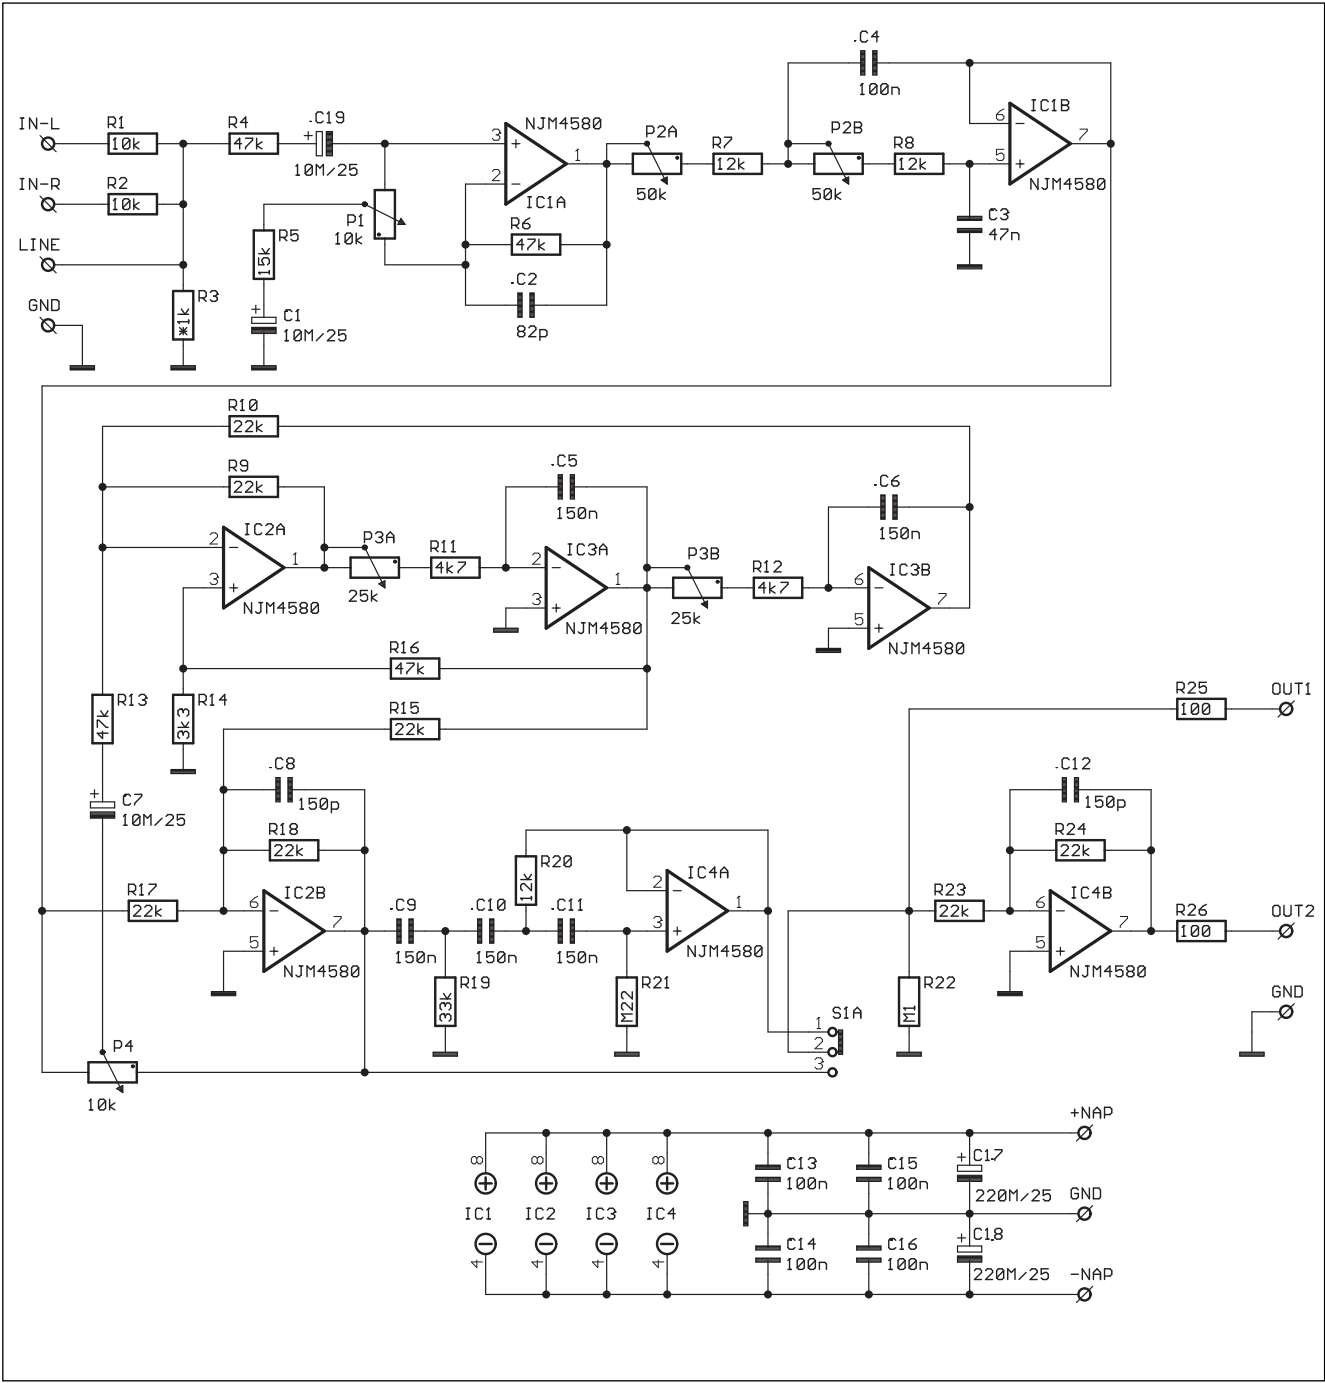 .C4
100n
IN-L
R1
10k
R4
47k
.C19
+
10M/25
NJM4580
3
+
2
-
1
IC1A
P2A
50k
R7
12k
P2B
50k
R8
12k
IC1B
6
-
5
+
7
NJM4580
IN-R
R2
10k
R5
15k
P1
10k
R6
47k
C3
47n
LINE
R3
*1k
.C2
82p
GND
+
C1
10M/25
R10
22k
R9
22k
.C5
150n
.C6
150n
IC2A
2
-
3
+
1
NJM4580
P3A
25k
R11
4k7
IC3A
2
-
3
+
1
NJM4580
P3B
25k
R12
4k7
IC3B
6
-
5
+
7
NJM4580
R16
47k
R13
47k
R14
3k3
R15
22k
R25
100
OUT1
.C8
150p
.C12
150p
+
C7
10M/25
R18
22k
R24
22k
R17
22k
IC2B
6
-
5
+
7
NJM4580
R20
12k
IC4A
2
-
3
+
1
NJM4580
.C9
150n
.C10
150n
.C11
150n
R23
22k
IC4B
6
-
5
+
7
NJM4580
R26
100
OUT2
R19
33k
R21
M22
R22
M1
GND
S1A
1
2
3
P4
10k
+NAP
8
8
8
8
C13
100n
C15
100n
+
C17
220M/25
IC1
IC2
IC3
IC4
GND
4
4
4
4
C14
100n
C16
100n
+
C18
220M/25
-NAP